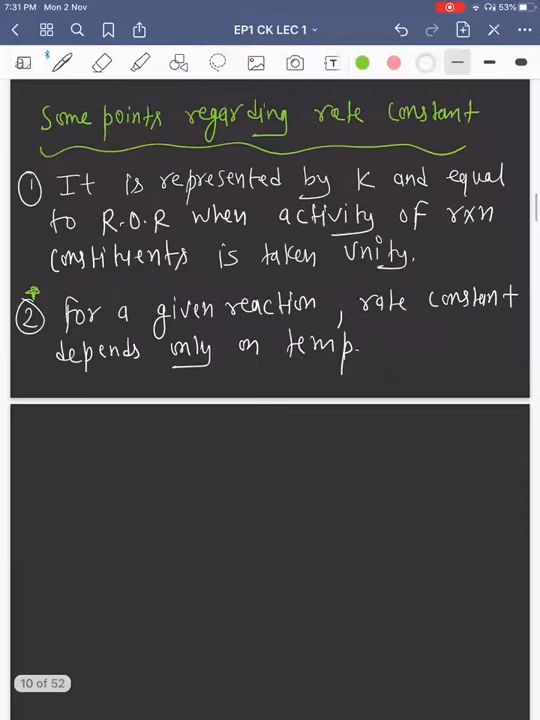 7:31 PM Mon 2 Nov
53%
EP1 CK LEC 1
T
Some points regarding rate constant
① It is represented by K and equal
to R.O.R when activity of rxn
constituents is taken unity.
② For a given reaction, rate constant
depends only on temp.
10 of 52